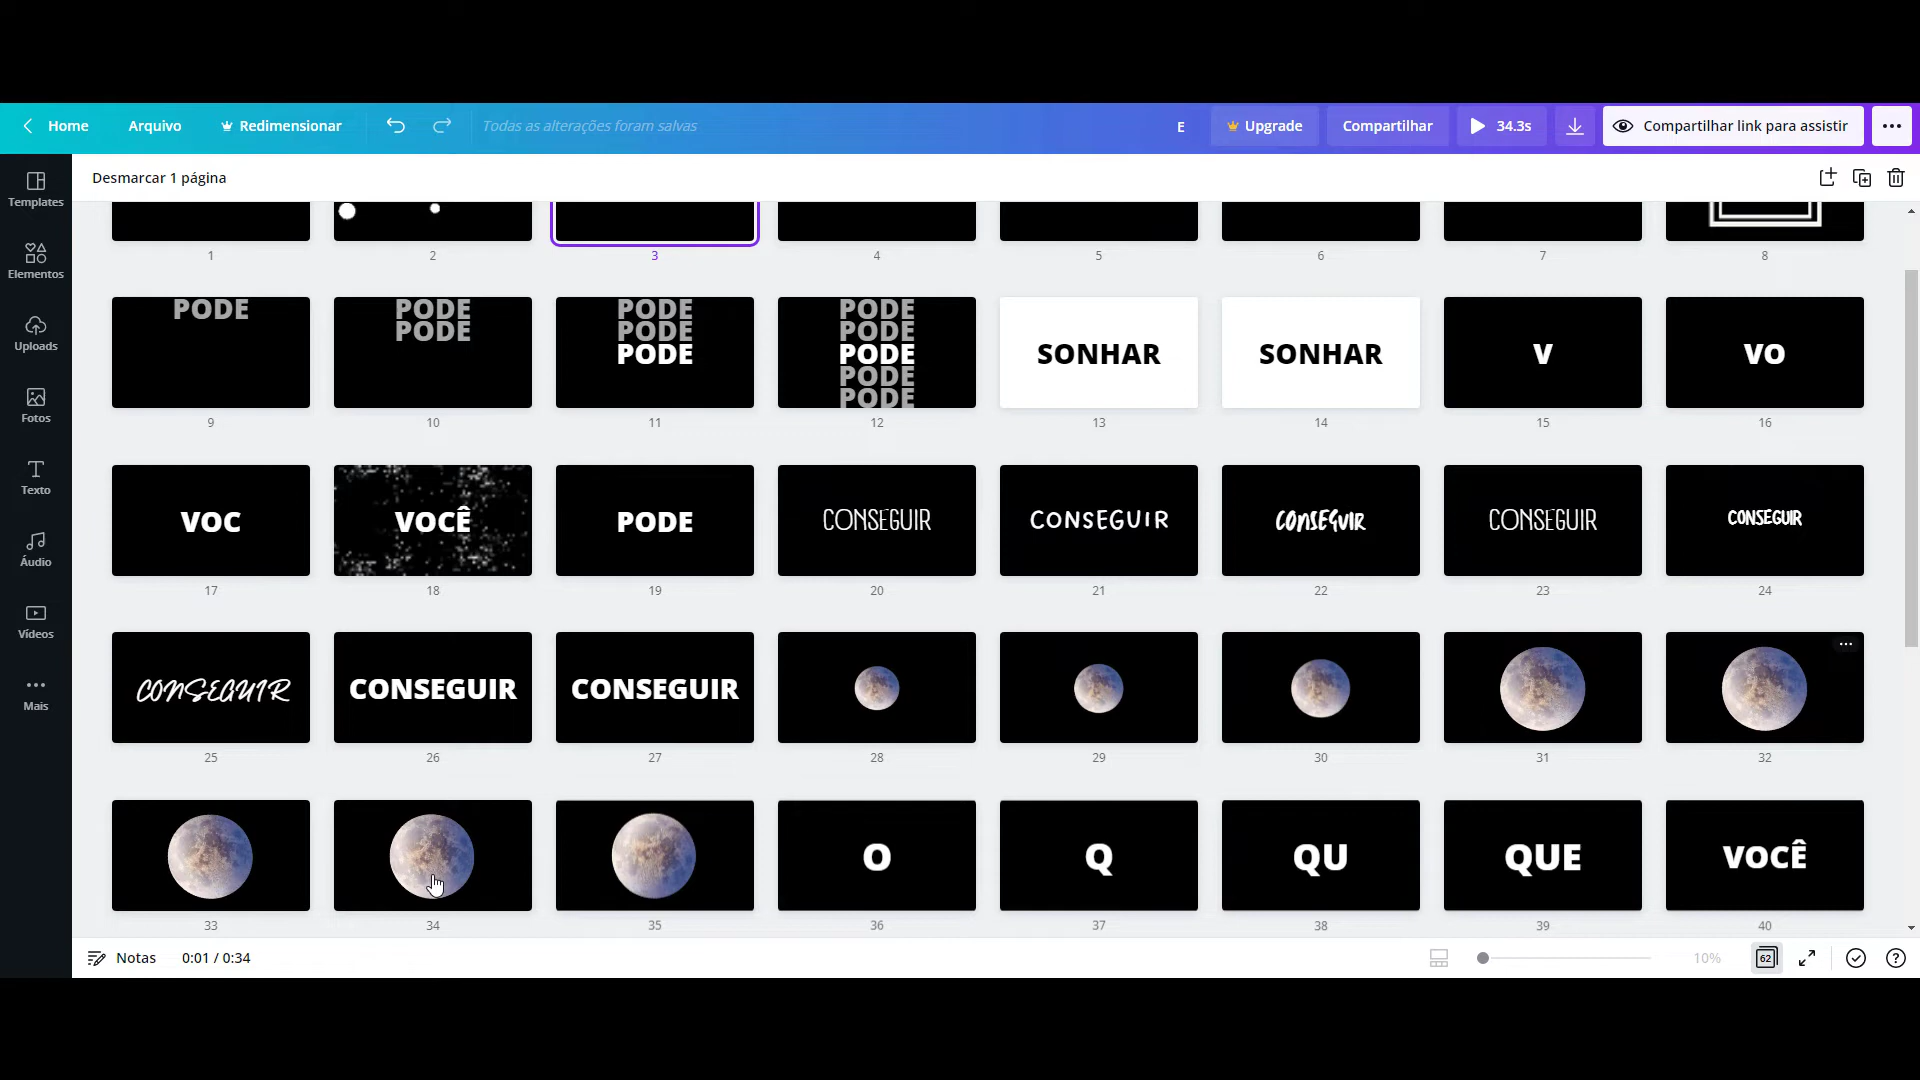 Home Arquivo Redimensionar Todas as alterações foram salvas E Upgrade Compartilhar 34.3s Compartilhar link para assistir
Desmarcar 1 página
Templates
Elementos
Uploads
Fotos
Texto
Áudio
Vídeos
Mais
1 2 3 4 5 6 7 8
PODE
PODE
PODE
PODE
PODE
PODE
PODE
PODE
PODE
PODE
PODE
SONHAR
SONHAR
V
VO
9 10 11 12 13 14 15 16
VOC
VOCÊ
PODE
CONSEGUIR
CONSEGUIR
CONSEGUIR
CONSEGUIR
CONSEGUIR
17 18 19 20 21 22 23 24
CONSEGUIR
CONSEGUIR
CONSEGUIR
25 26 27 28 29 30 31 32
O
Q
QU
QUE
VOCÊ
33 34 35 36 37 38 39 40
Notas 0:01 / 0:34 10% 62